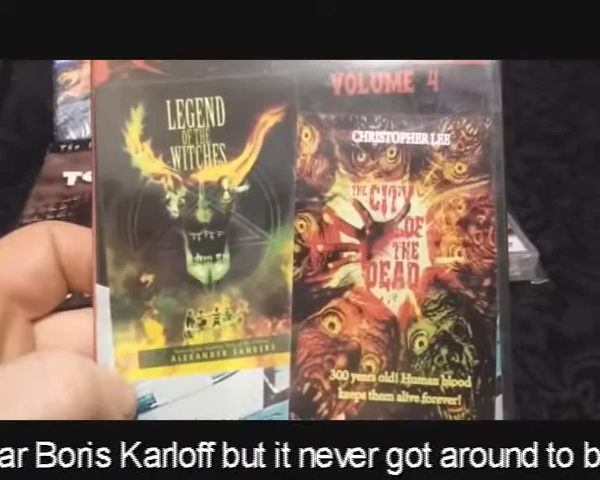 VOLUME 4
LEGEND
OF THE
WITCHES
CHRISTOPHER LEE
THE
CITY
OF
THE
DEAD
ALEXANDER SANDERS
300 years old! Human blood
keeps them alive forever!
ar Boris Karloff but it never got around to b